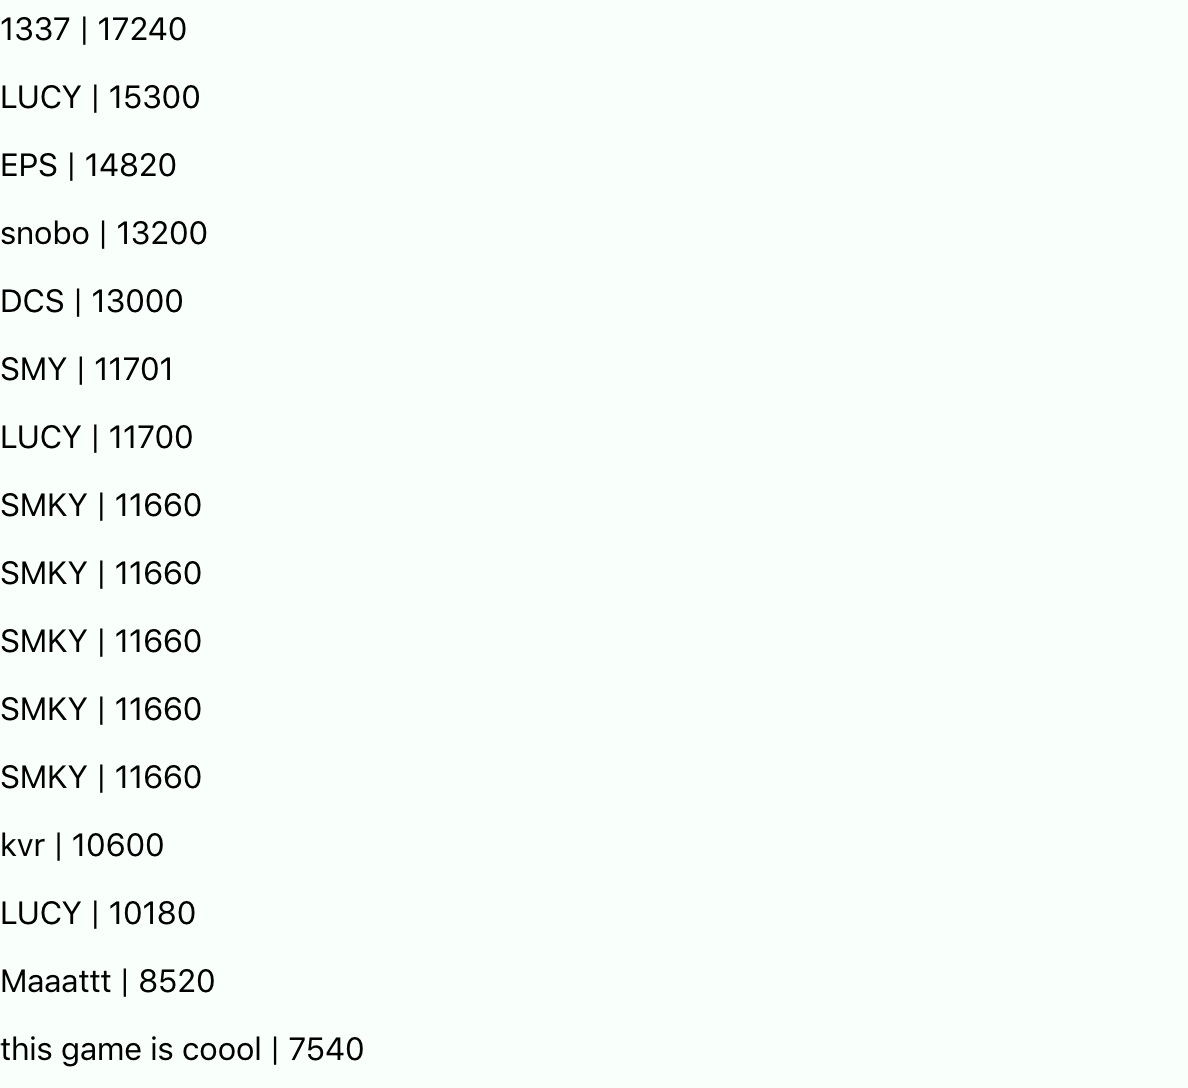 1337 | 17240
LUCY | 15300
EPS | 14820
snobo | 13200
DCS | 13000
SMY | 11701
LUCY | 11700
SMKY | 11660
SMKY | 11660
SMKY | 11660
SMKY | 11660
SMKY | 11660
kvr | 10600
LUCY | 10180
Maaattt | 8520
this game is coool | 7540